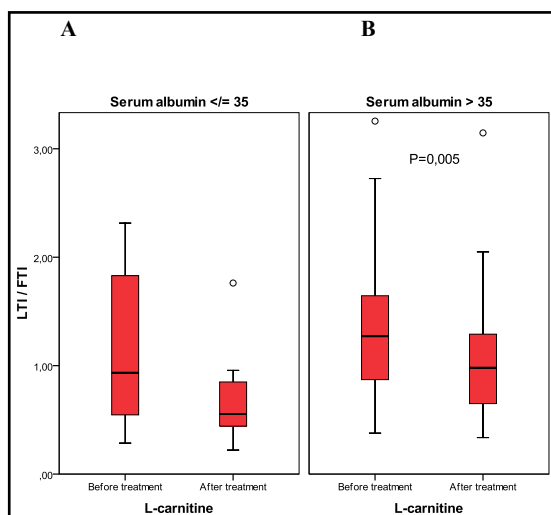 A B
Serum albumin </= 35 Serum albumin > 35
3,00
P=0,005
2,00
LTI / FTI
1,00
,00
Before treatment After treatment Before treatment After treatment
L-carnitine L-carnitine